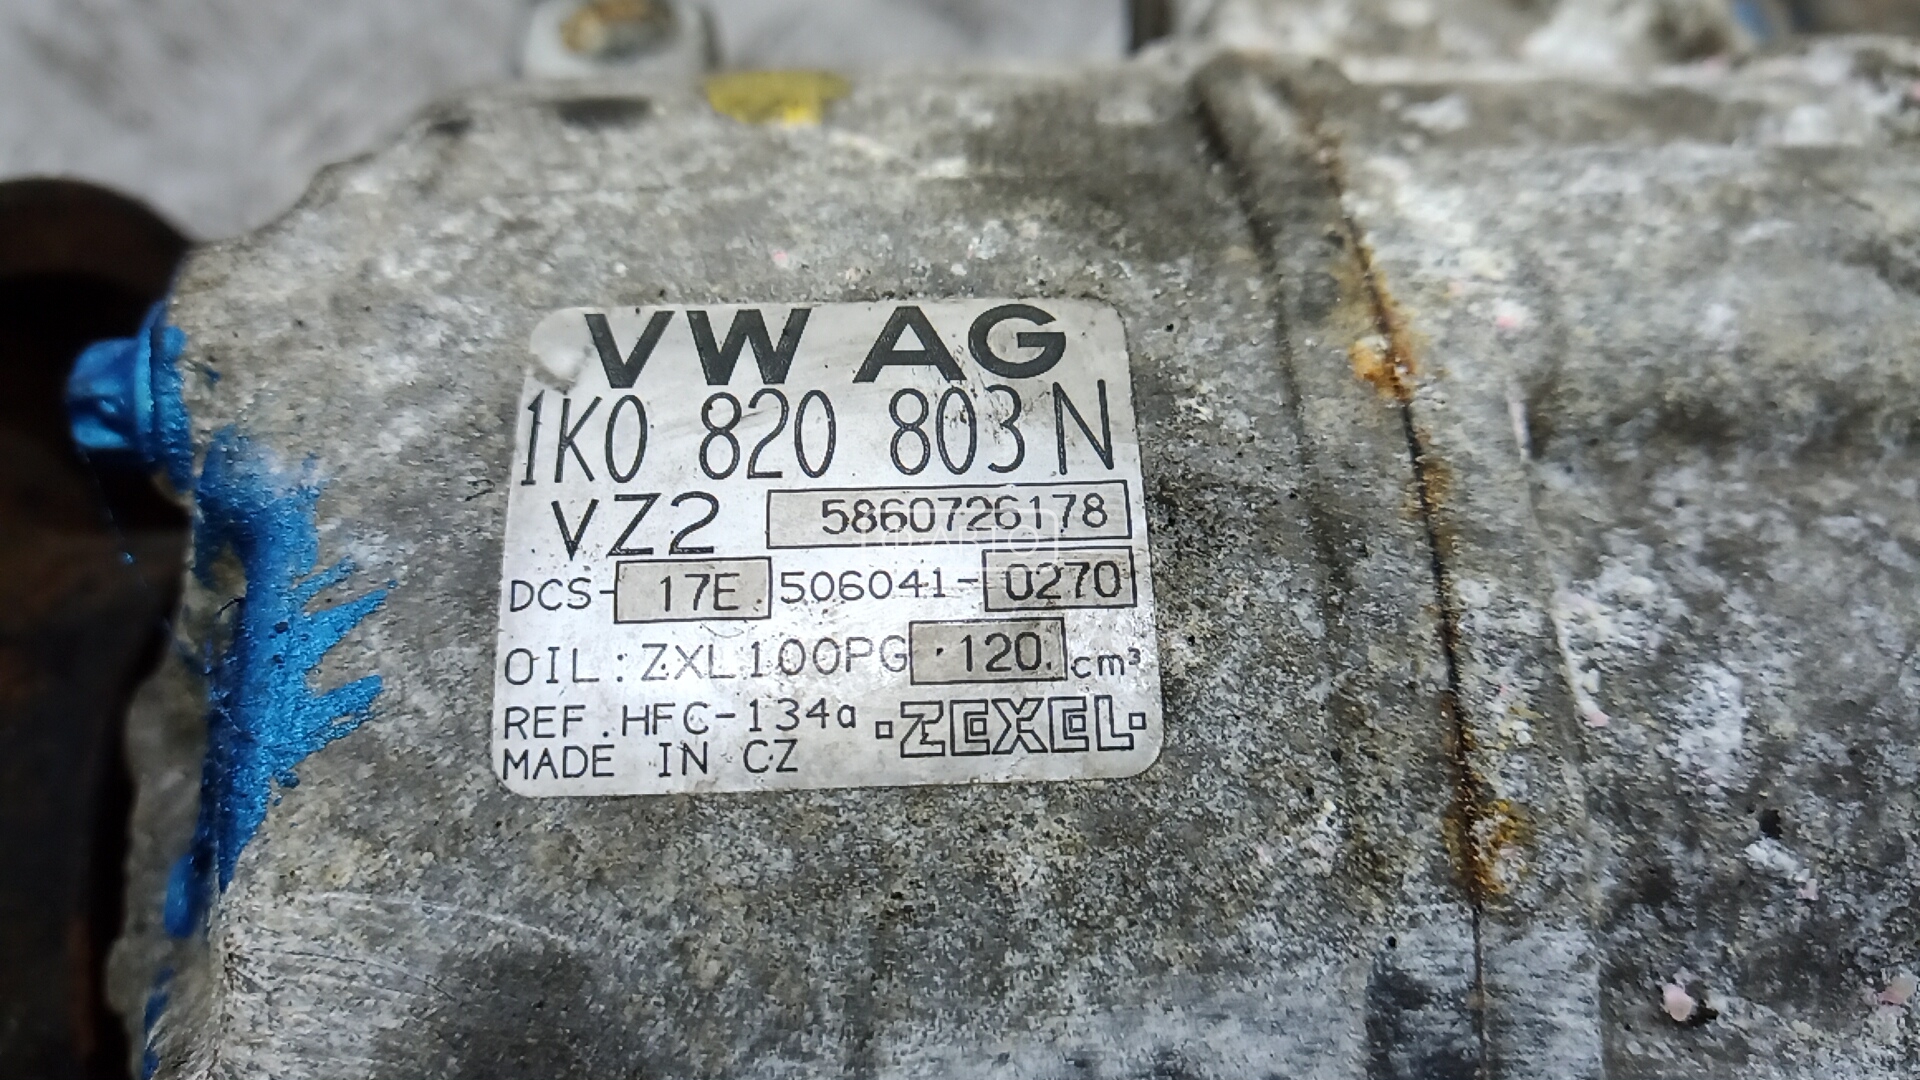 VW AG
1K0 820 803 N
VZ2 5860726178
DCS-17E 506041-0270
OIL: ZXL100PG 120 cm³
REF. HFC-134a ZEXEL
MADE IN CZ